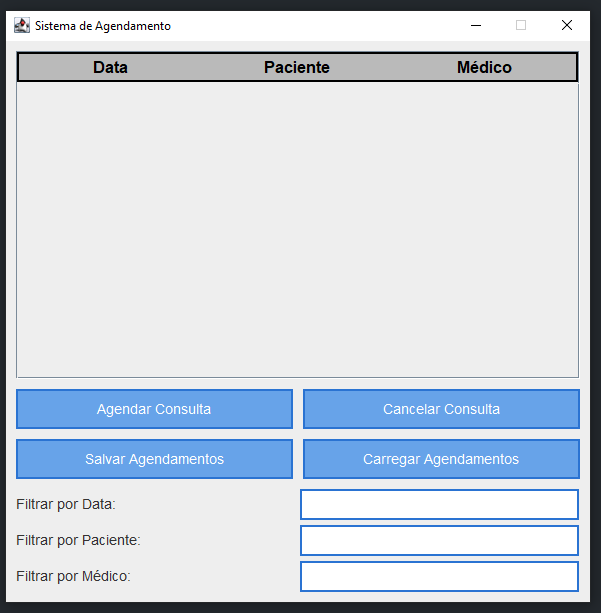 Sistema de Agendamento
Data Paciente Médico
Agendar Consulta Cancelar Consulta
Salvar Agendamentos Carregar Agendamentos
Filtrar por Data:
Filtrar por Paciente:
Filtrar por Médico: